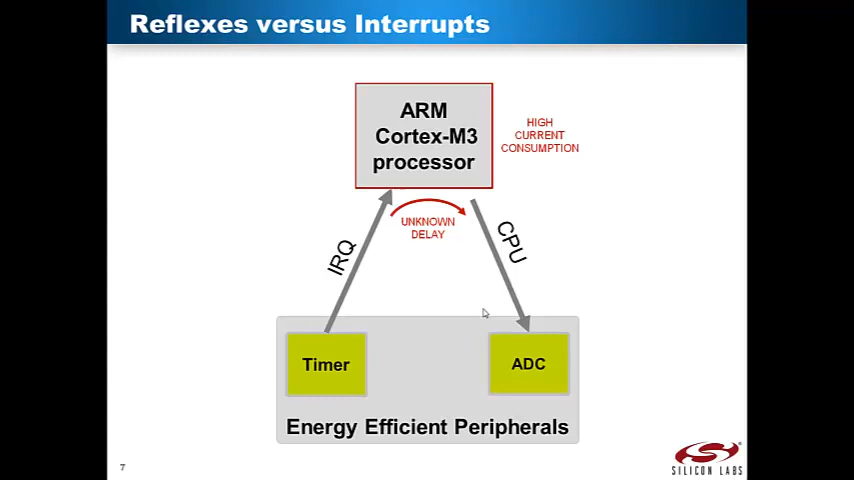 Reflexes versus Interrupts
ARM
Cortex-M3
processor
HIGH
CURRENT
CONSUMPTION
UNKNOWN
DELAY
IRQ
CPU
Timer
ADC
Energy Efficient Peripherals
7
SILICON LABS